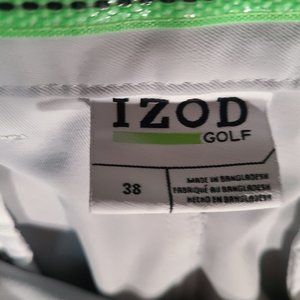 IZOD
GOLF
38
MADE IN BANGLADESH
FABRIQUÉ AU BANGLADESH
HECHO EN BANGLADESH